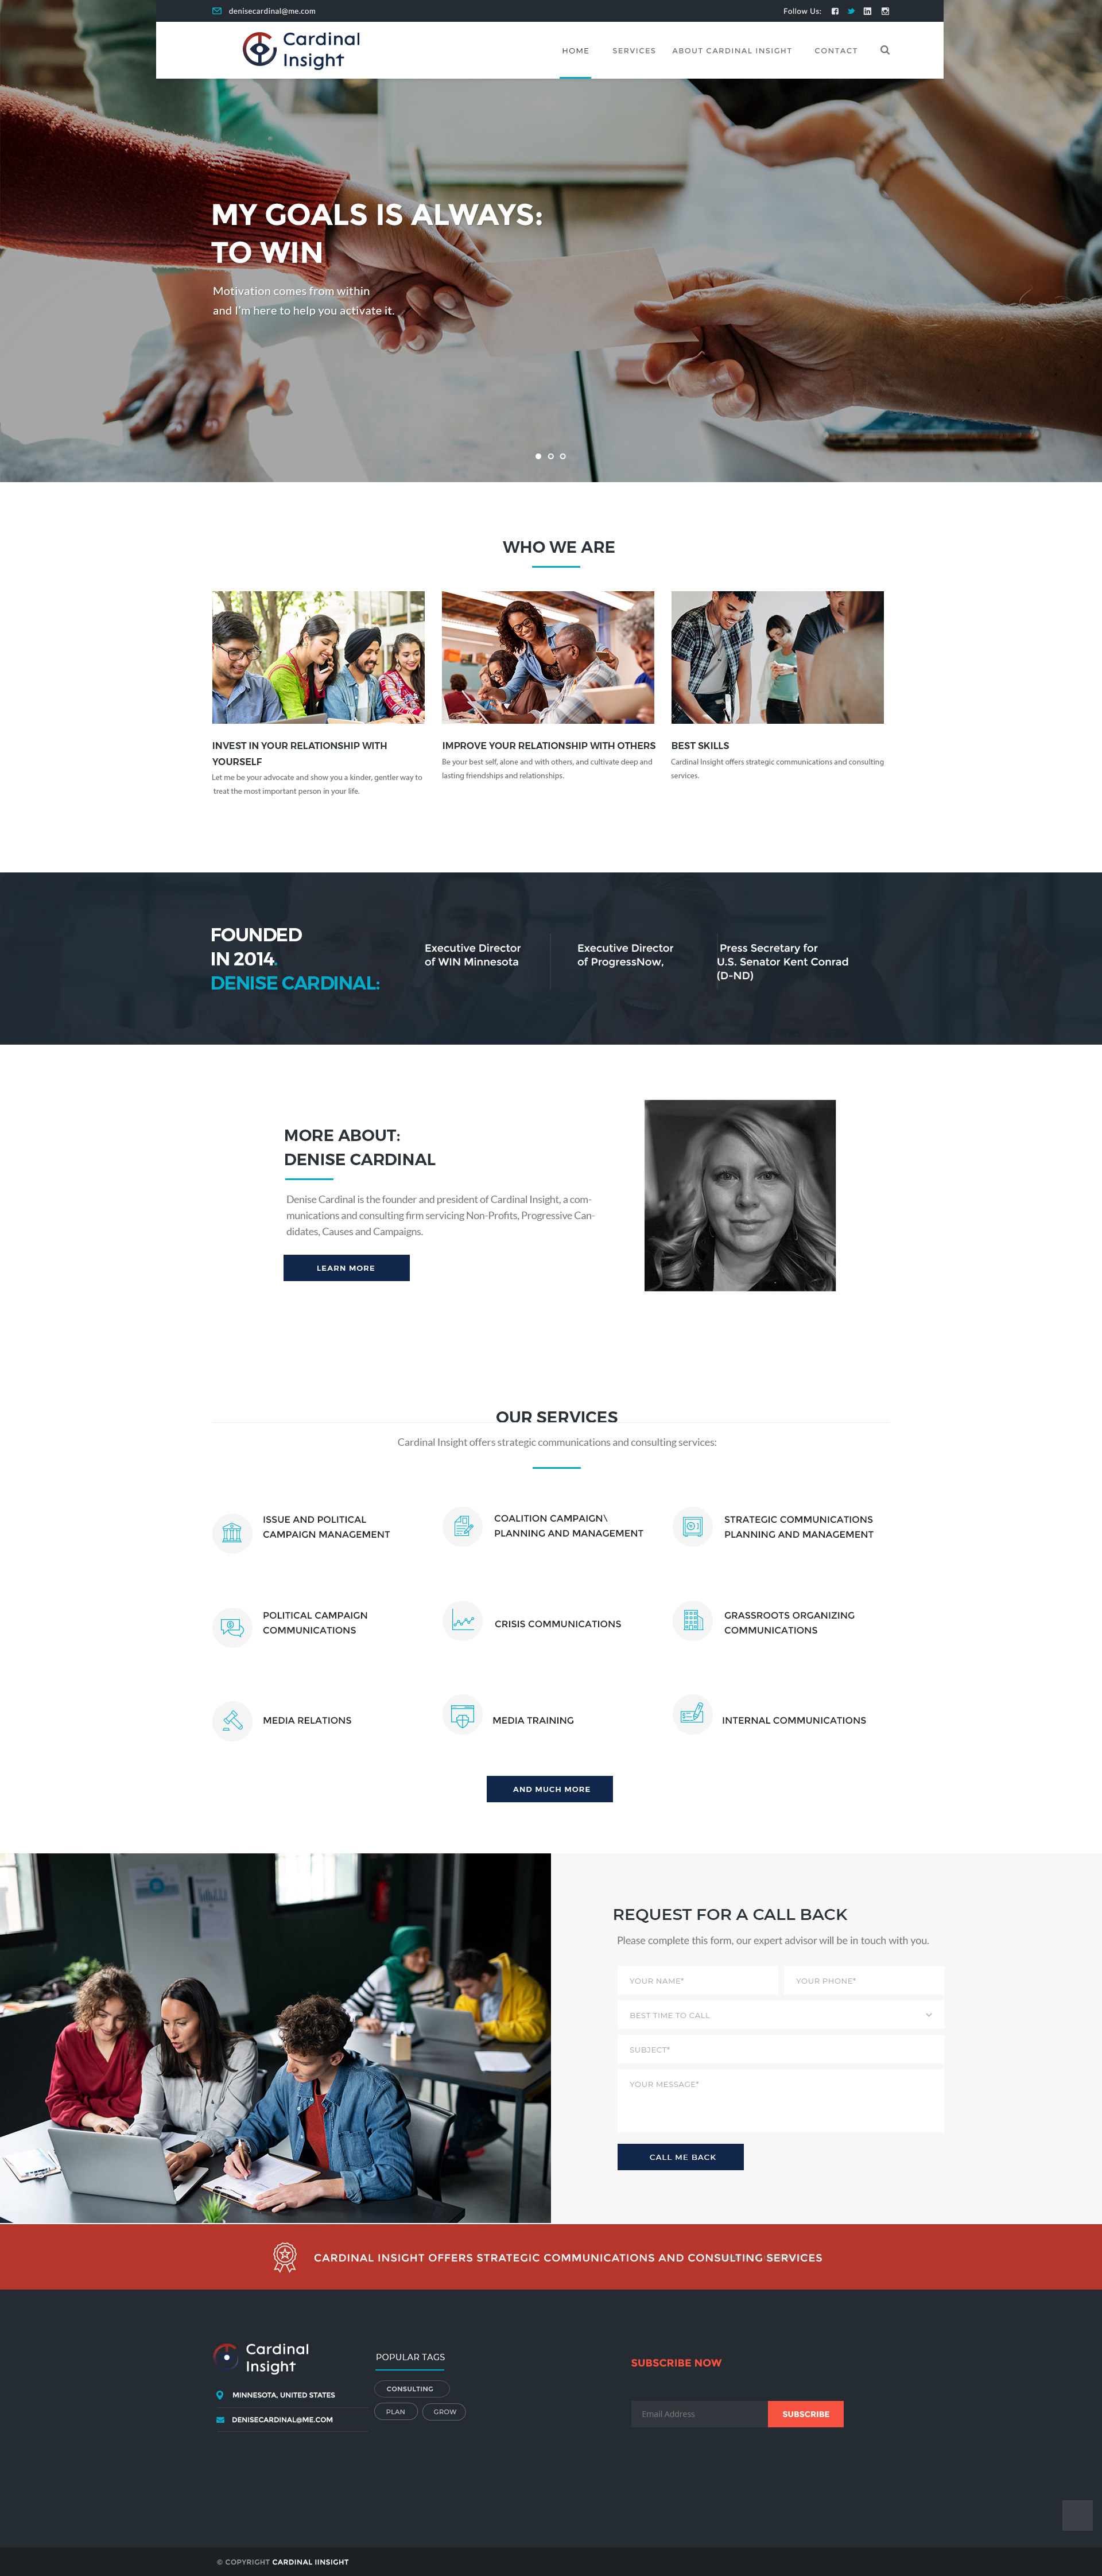 denisecardinal@me.com
Follow Us:
Cardinal
Insight
HOME
SERVICES
ABOUT CARDINAL INSIGHT
CONTACT
MY GOALS IS ALWAYS:
TO WIN
Motivation comes from within
and I'm here to help you activate it.
WHO WE ARE
INVEST IN YOUR RELATIONSHIP WITH
YOURSELF
Let me be your advocate and show you a kinder, gentler way to
treat the most important person in your life.
IMPROVE YOUR RELATIONSHIP WITH OTHERS
Be your best self, alone and with others, and cultivate deep and
lasting friendships and relationships.
BEST SKILLS
Cardinal Insight offers strategic communications and consulting
services.
FOUNDED
IN 2014.
DENISE CARDINAL:
Executive Director
of WIN Minnesota
Executive Director
of ProgressNow,
Press Secretary for
U.S. Senator Kent Conrad
(D-ND)
MORE ABOUT:
DENISE CARDINAL
Denise Cardinal is the founder and president of Cardinal Insight, a com-
munications and consulting firm servicing Non-Profits, Progressive Can-
didates, Causes and Campaigns.
LEARN MORE
OUR SERVICES
Cardinal Insight offers strategic communications and consulting services:
ISSUE AND POLITICAL
CAMPAIGN MANAGEMENT
COALITION CAMPAIGN\
PLANNING AND MANAGEMENT
STRATEGIC COMMUNICATIONS
PLANNING AND MANAGEMENT
POLITICAL CAMPAIGN
COMMUNICATIONS
CRISIS COMMUNICATIONS
GRASSROOTS ORGANIZING
COMMUNICATIONS
MEDIA RELATIONS
MEDIA TRAINING
INTERNAL COMMUNICATIONS
AND MUCH MORE
REQUEST FOR A CALL BACK
Please complete this form, our expert advisor will be in touch with you.
YOUR NAME*
YOUR PHONE*
BEST TIME TO CALL
SUBJECT*
YOUR MESSAGE*
CALL ME BACK
CARDINAL INSIGHT OFFERS STRATEGIC COMMUNICATIONS AND CONSULTING SERVICES
Cardinal
Insight
MINNESOTA, UNITED STATES
DENISECARDINAL@ME.COM
POPULAR TAGS
CONSULTING
PLAN
GROW
SUBSCRIBE NOW
Email Address
SUBSCRIBE
© COPYRIGHT CARDINAL IINSIGHT